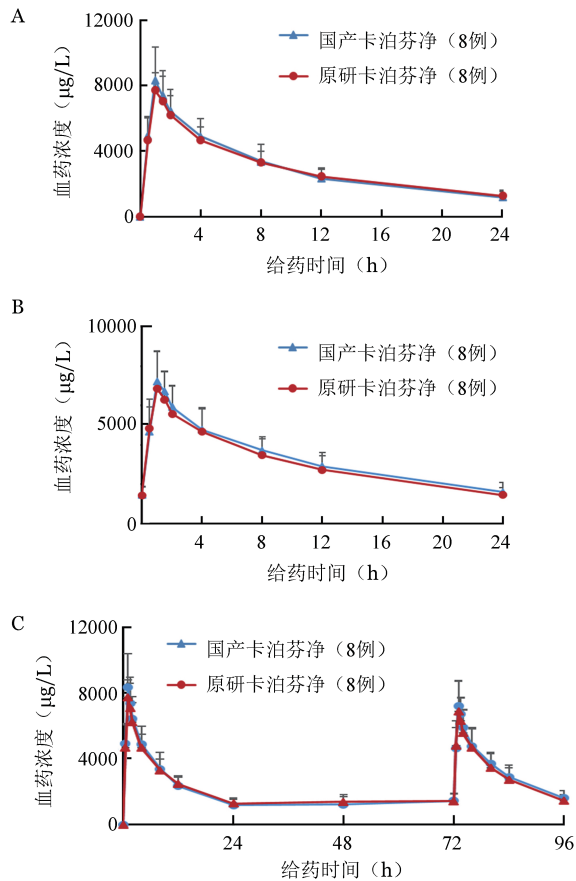 A
12000
8000
4000
0
血药浓度（μg/L）
国产卡泊芬净（8例）
原研卡泊芬净（8例）
4 8 12 16 20 24
给药时间（h）
B
10000
5000
0
血药浓度（μg/L）
国产卡泊芬净（8例）
原研卡泊芬净（8例）
4 8 12 16 20 24
给药时间（h）
C
12000
8000
4000
0
血药浓度（μg/L）
国产卡泊芬净（8例）
原研卡泊芬净（8例）
24 48 72 96
给药时间（h）